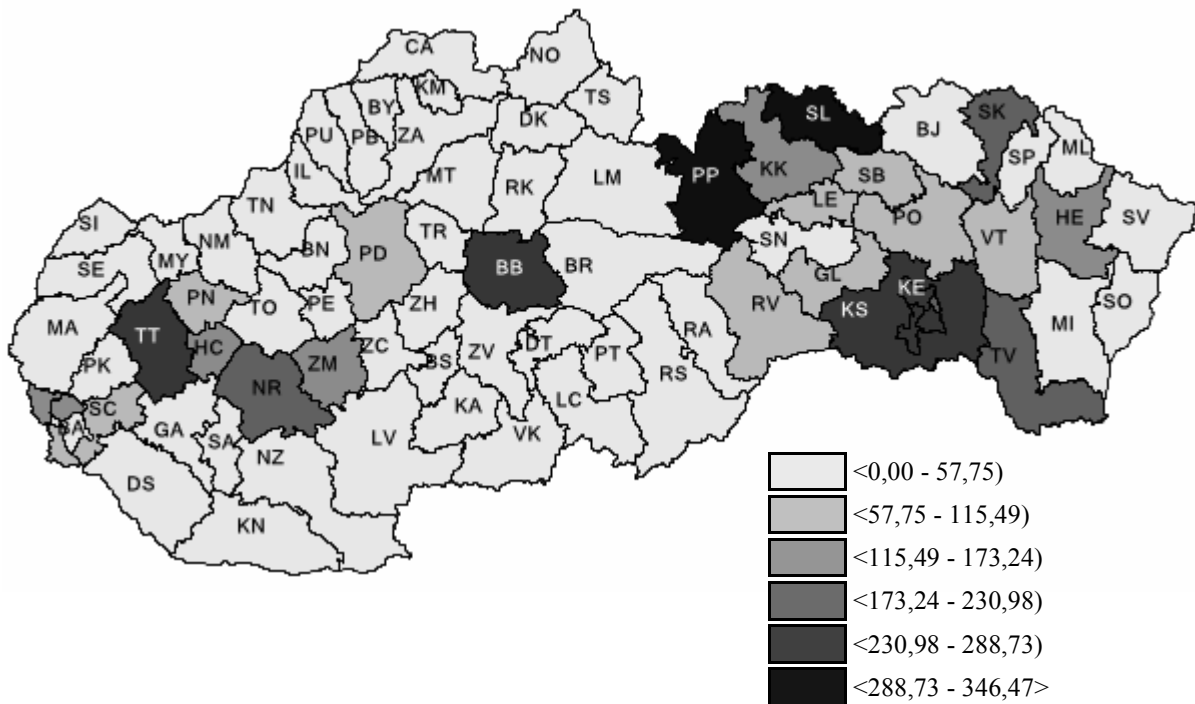 CA
NO
KM
TS
BY
SL
SK
PU
PB
ZA
DK
BJ
ML
SP
IL
MT
RK
LM
PP
KK
SB
TN
LE
HE
SV
SI
NM
TR
PO
VT
BN
PD
SN
SE
MY
BB
BR
GL
PN
TO
PE
ZH
RV
KS
KE
SO
MA
TT
HC
ZM
ZC
DT
RA
MI
PK
BS
ZV
PT
TV
NR
RS
SC
KA
LC
BA
GA
SA
LV
VK
NZ
DS
KN
<0,00 - 57,75)
<57,75 - 115,49)
<115,49 - 173,24)
<173,24 - 230,98)
<230,98 - 288,73)
<288,73 - 346,47>